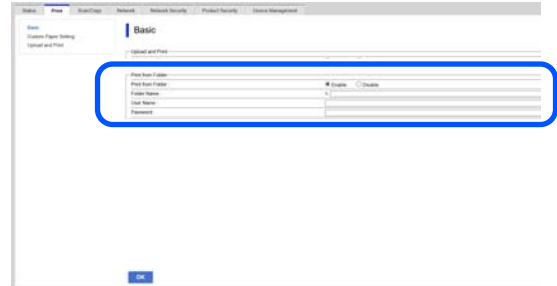 Status Print Scan/Copy Network Network Security Product Security Device Management
Basic
Custom Paper Setting
Upload and Print
Basic
Upload and Print
Print from Folder
Print from Folder : Enable Disable
Folder Name
User Name
Password
OK